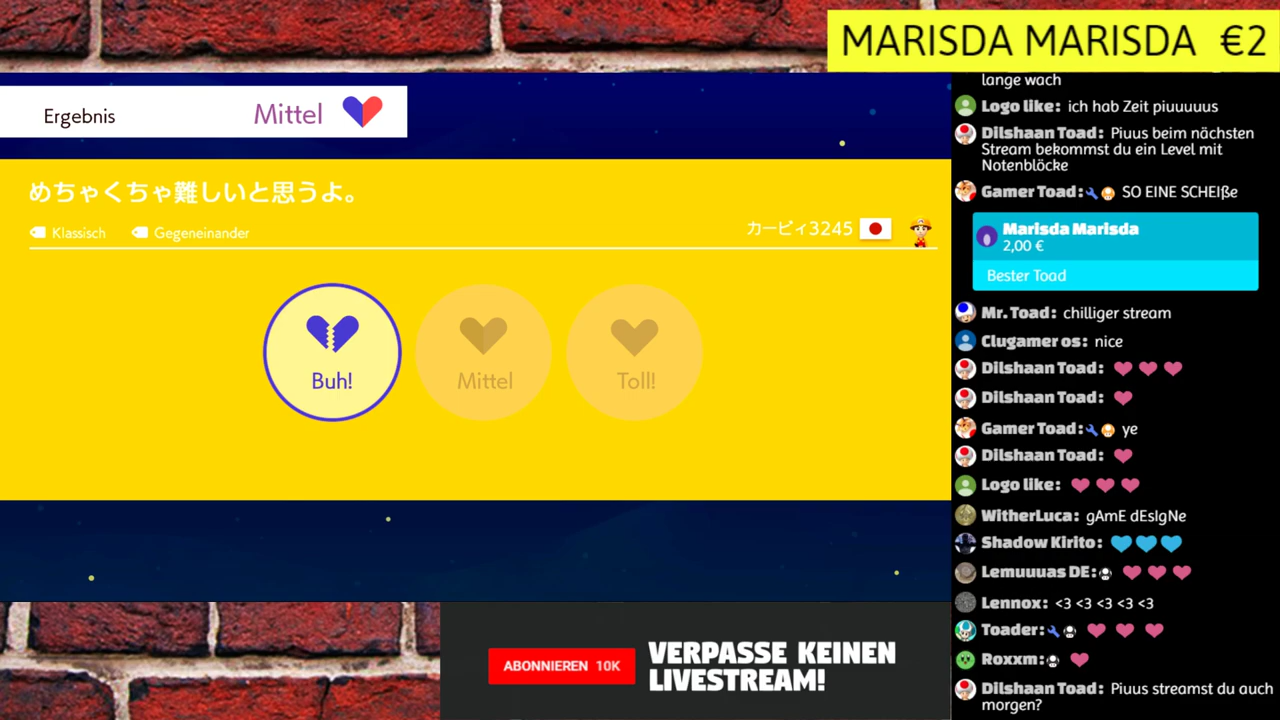 MARISDA MARISDA €2
Ergebnis Mittel
めちゃくちゃ難しいと思うよ。
Klassisch Gegeneinander
カービィ3245
Buh!
Mittel
Toll!
ABONNIEREN 10K
VERPASSE KEINEN
LIVESTREAM!
lange wach
Logo like: ich hab Zeit piuuuuus
Dilshaan Toad: Piuus beim nächsten
Stream bekommst du ein Level mit
Notenblöcke
Gamer Toad: SO EINE SCHEIße
Marisda Marisda
2,00 €
Bester Toad
Mr. Toad: chilliger stream
Clugamer os: nice
Dilshaan Toad: ❤ ❤ ❤
Dilshaan Toad: ❤
Gamer Toad: ye
Dilshaan Toad: ❤
Logo like: ❤ ❤ ❤
WitherLuca: gAmE dEsIgNe
Shadow Kirito: 💙💙💙
Lemuuuas DE: ❤ ❤ ❤
Lennox: <3 <3 <3 <3 <3
Toader: ❤ ❤ ❤
Roxxm: ❤
Dilshaan Toad: Piuus streamst du auch
morgen?